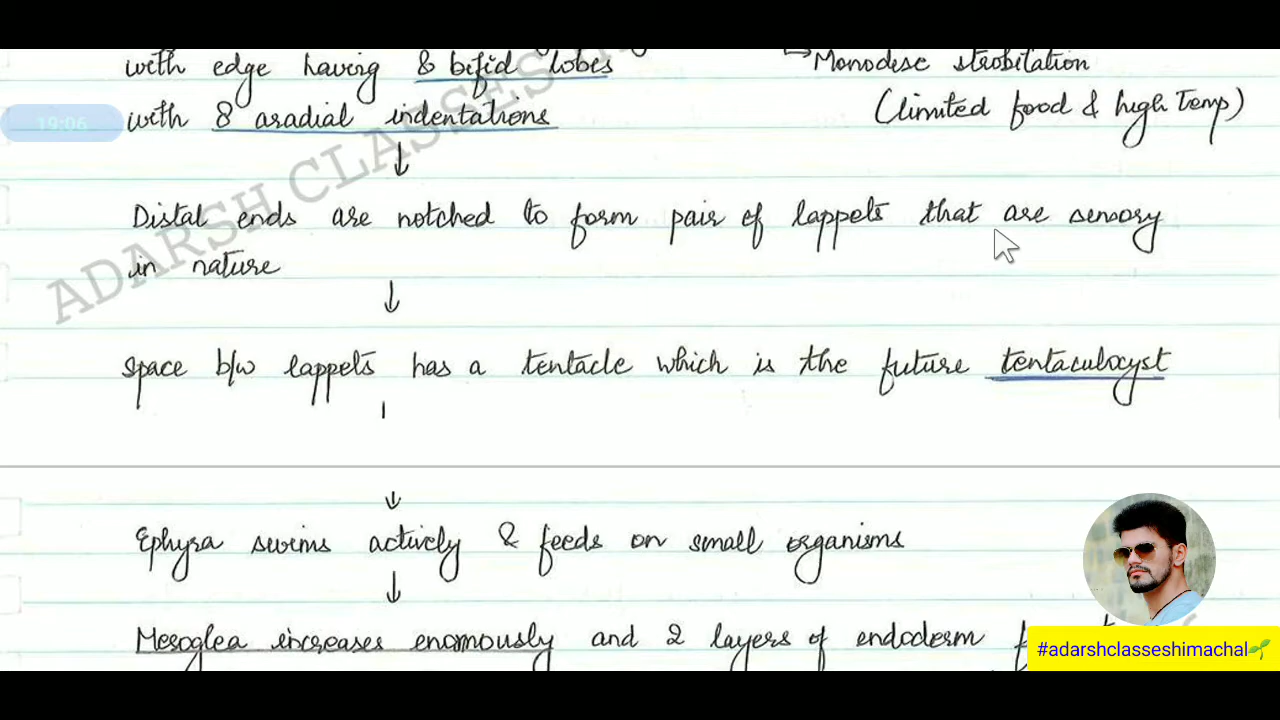 with edge having 8 bifid lobes
→ Monodisc strobilation
with 8 aradial indentations
(limited food & high Temp)
19:06
ADARSH CLASSES
↓
Distal ends are notched to form pair of lappets that are sensory
in nature
↓
space b/w lappets has a tentacle which is the future tentaculocyst
↓
Ephyra swims actively & feeds on small organisms
↓
Mesoglea increases enormously and 2 layers of endoderm
#adarshclasseshimachal🌱